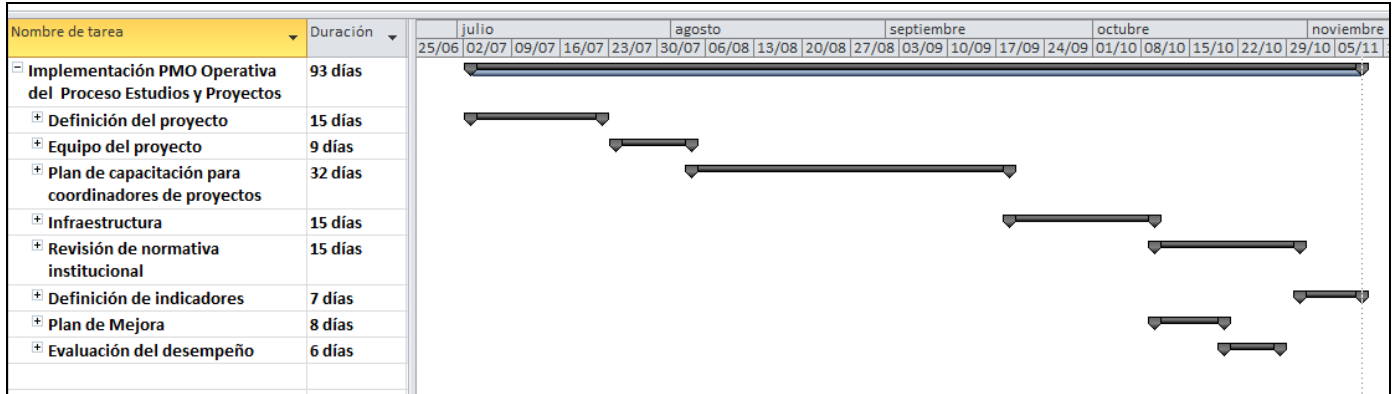 Nombre de tarea Duración julio agosto septiembre octubre noviembre
25/06 02/07 09/07 16/07 23/07 30/07 06/08 13/08 20/08 27/08 03/09 10/09 17/09 24/09 01/10 08/10 15/10 22/10 29/10 05/11
Implementación PMO Operativa 93 días
del Proceso Estudios y Proyectos
Definición del proyecto 15 días
Equipo del proyecto 9 días
Plan de capacitación para 32 días
coordinadores de proyectos
Infraestructura 15 días
Revisión de normativa 15 días
institucional
Definición de indicadores 7 días
Plan de Mejora 8 días
Evaluación del desempeño 6 días